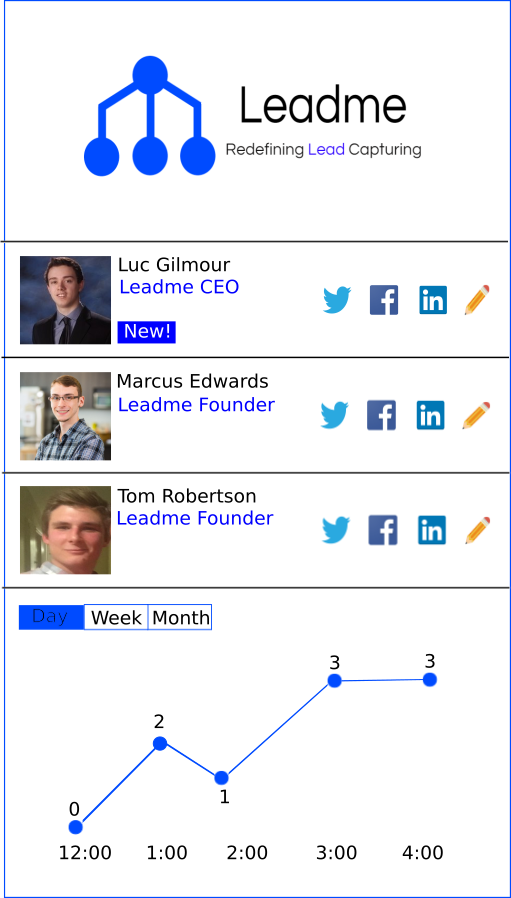 Leadme
Redefining Lead Capturing
Luc Gilmour
Leadme CEO
New!
Marcus Edwards
Leadme Founder
Tom Robertson
Leadme Founder
Day Week Month
3 3
2
1
0
12:00 1:00 2:00 3:00 4:00